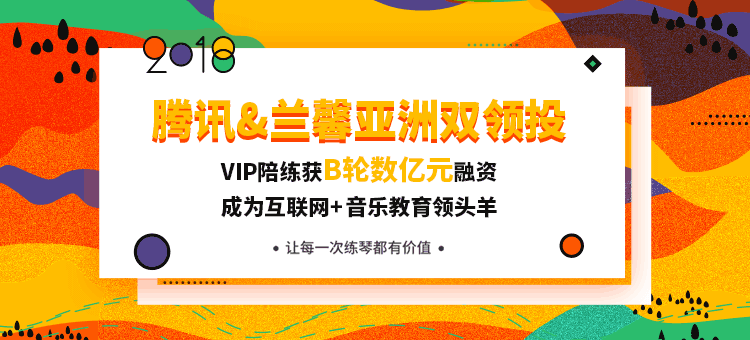 2018
腾讯&兰馨亚洲双领投
VIP陪练获B轮数亿元融资
成为互联网+音乐教育领头羊
• 让每一次练琴都有价值 •